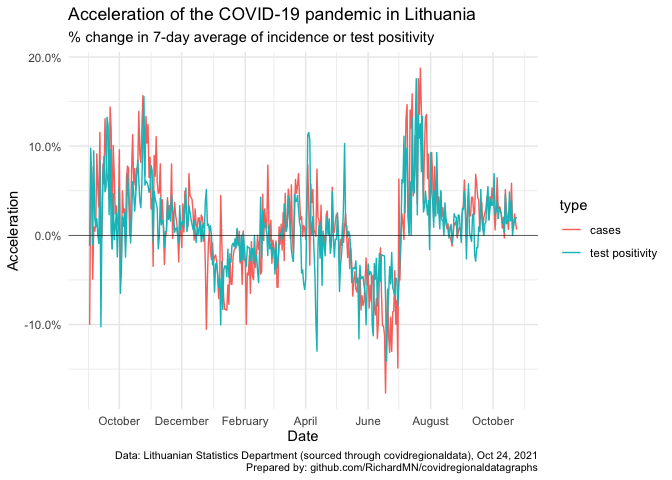 Acceleration of the COVID-19 pandemic in Lithuania
% change in 7-day average of incidence or test positivity
20.0%
10.0%
0.0%
-10.0%
Acceleration
October December February April June August October
Date
type
cases
test positivity
Data: Lithuanian Statistics Department (sourced through covidregionaldata), Oct 24, 2021
Prepared by: github.com/RichardMN/covidregionaldatagraphs